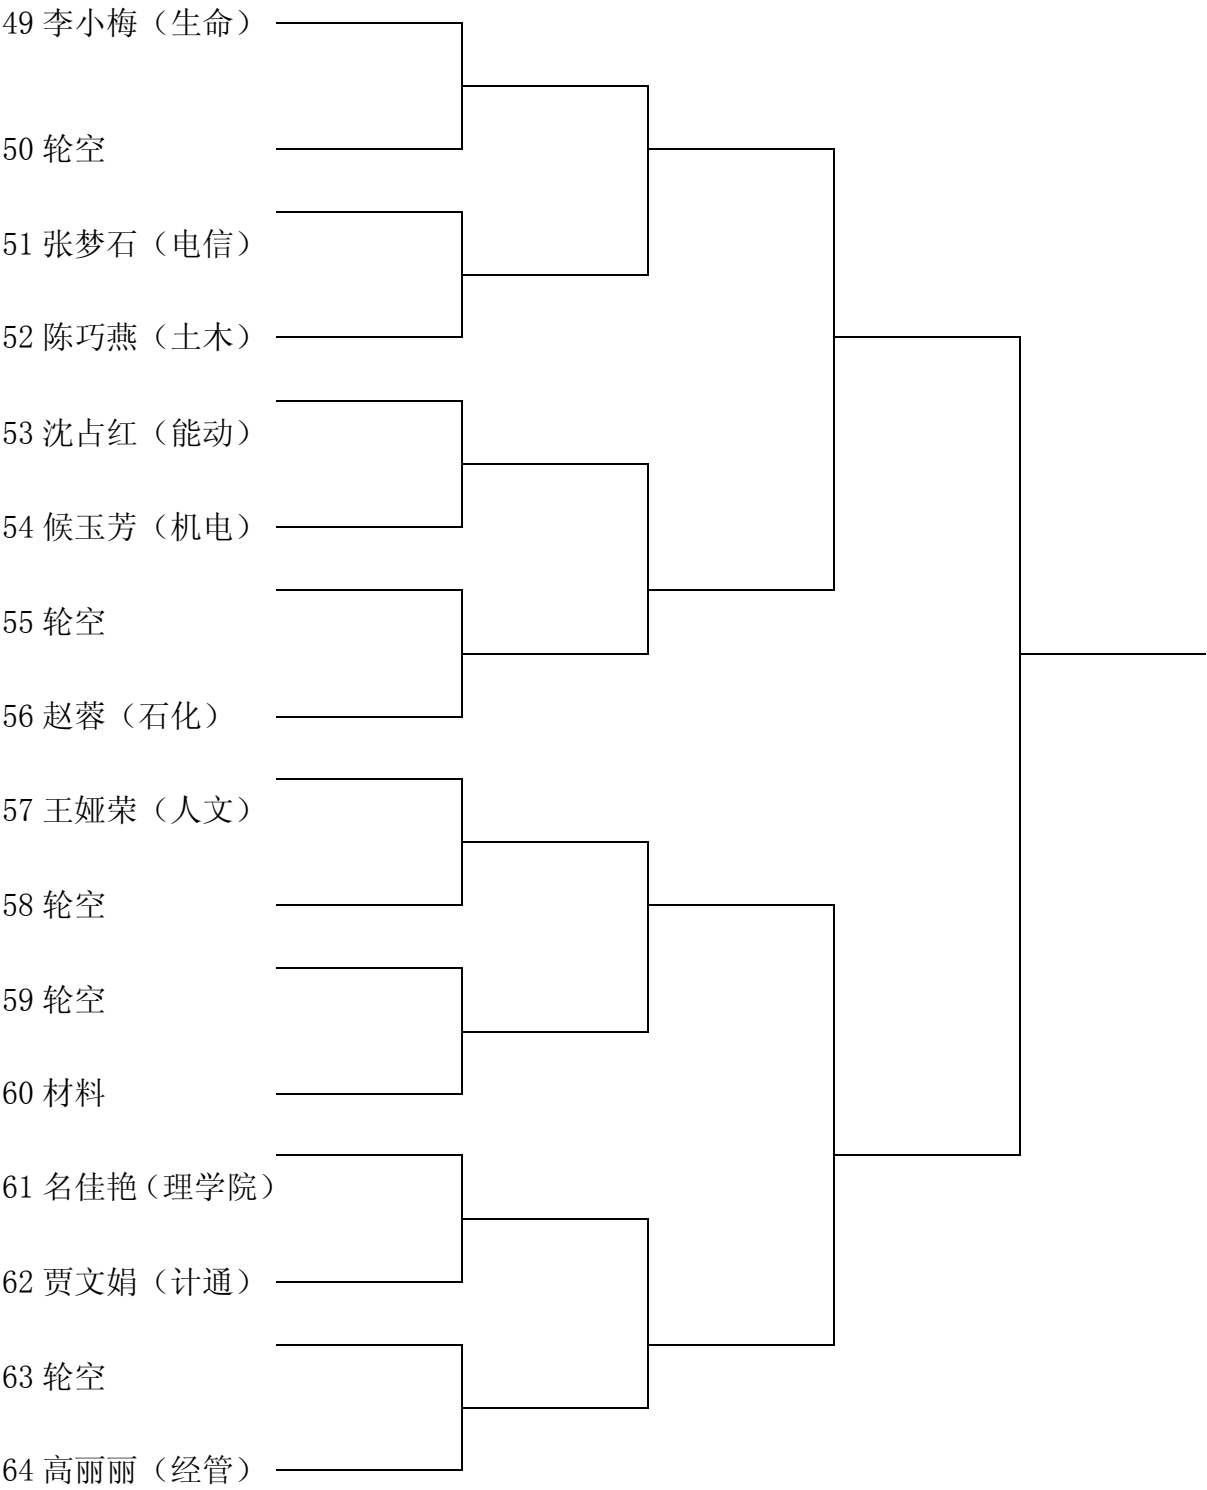 49 李小梅（生命）
50 轮空
51 张梦石（电信）
52 陈巧燕（土木）
53 沈占红（能动）
54 候玉芳（机电）
55 轮空
56 赵蓉（石化）
57 王娅荣（人文）
58 轮空
59 轮空
60 材料
61 名佳艳（理学院）
62 贾文娟（计通）
63 轮空
64 高丽丽（经管）